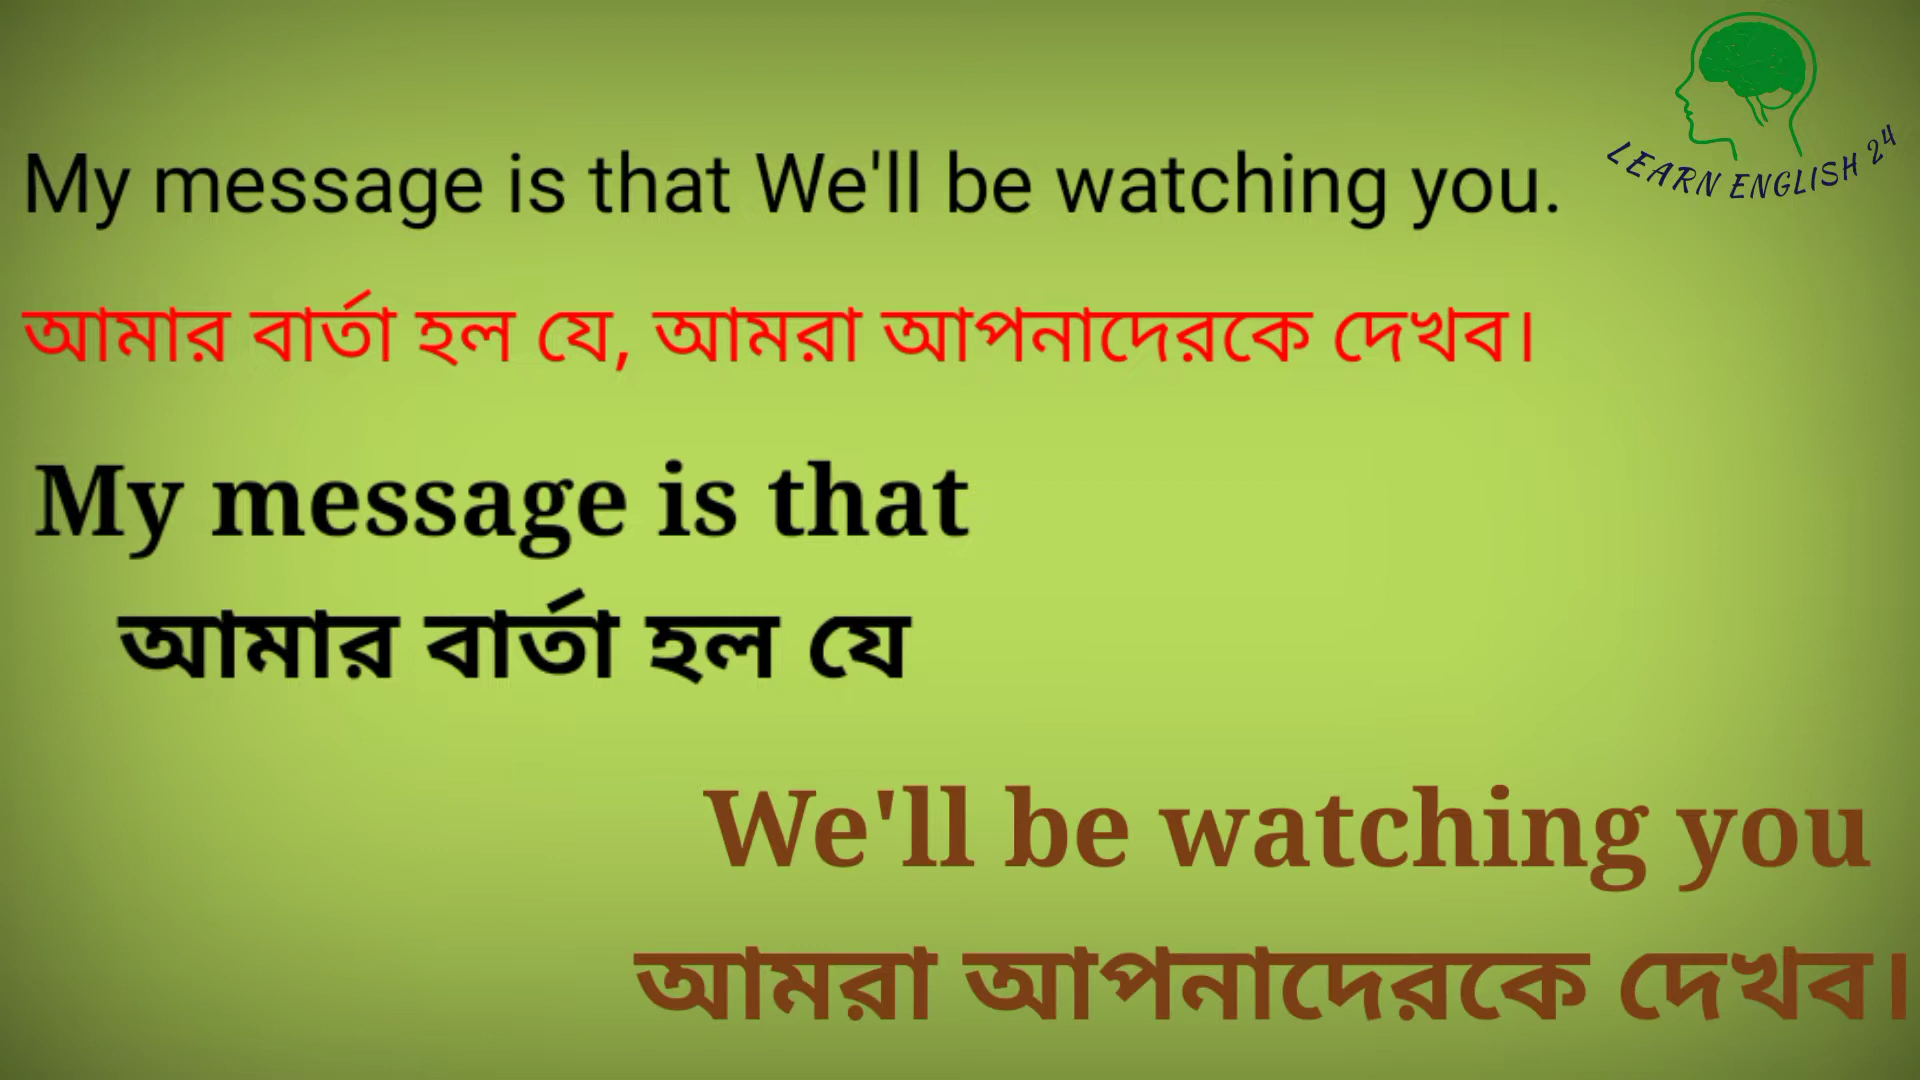 LEARN ENGLISH 24
My message is that We'll be watching you.
আমার বার্তা হল যে, আমরা আপনাদেরকে দেখব।
My message is that
আমার বার্তা হল যে
We'll be watching you
আমরা আপনাদেরকে দেখব।